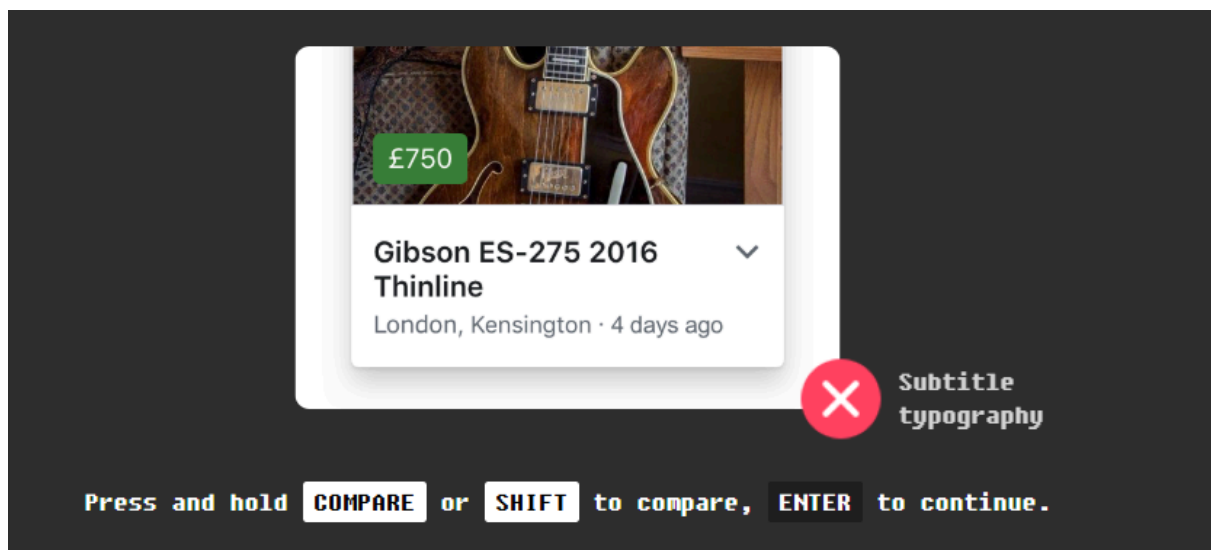 £750
Gibson ES-275 2016
Thinline
London, Kensington · 4 days ago
Subtitle
typography
Press and hold COMPARE or SHIFT to compare, ENTER to continue.